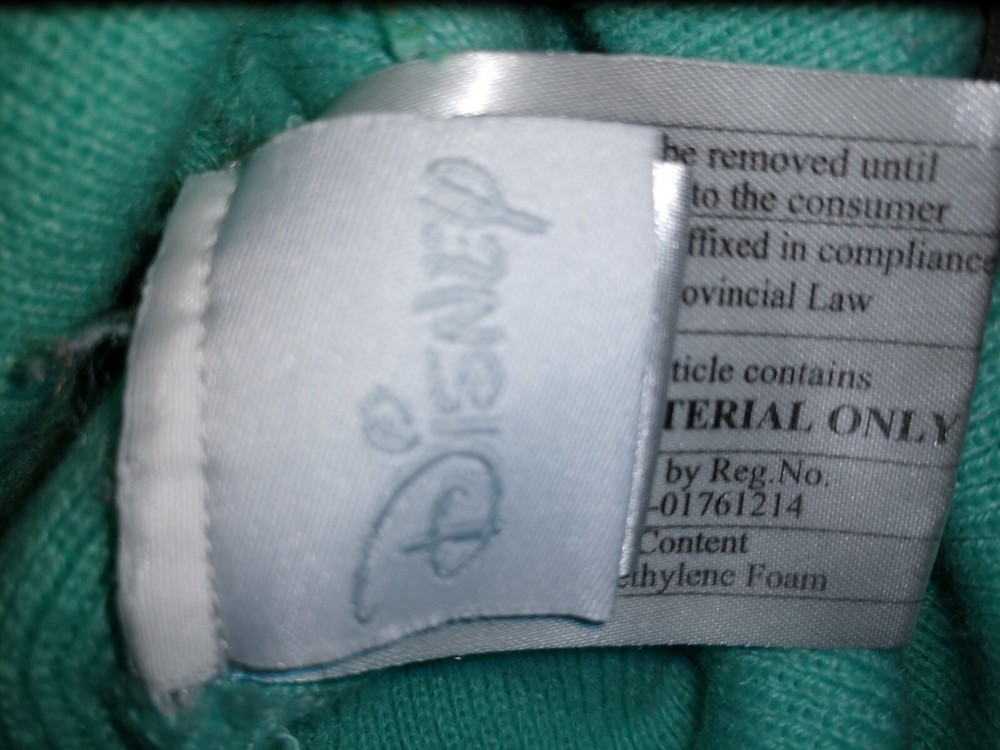 DISNEY
be removed until
to the consumer
ffixed in compliance
ovincial Law
ticle contains
TERIAL ONLY
by Reg.No.
-01761214
Content
ethylene Foam